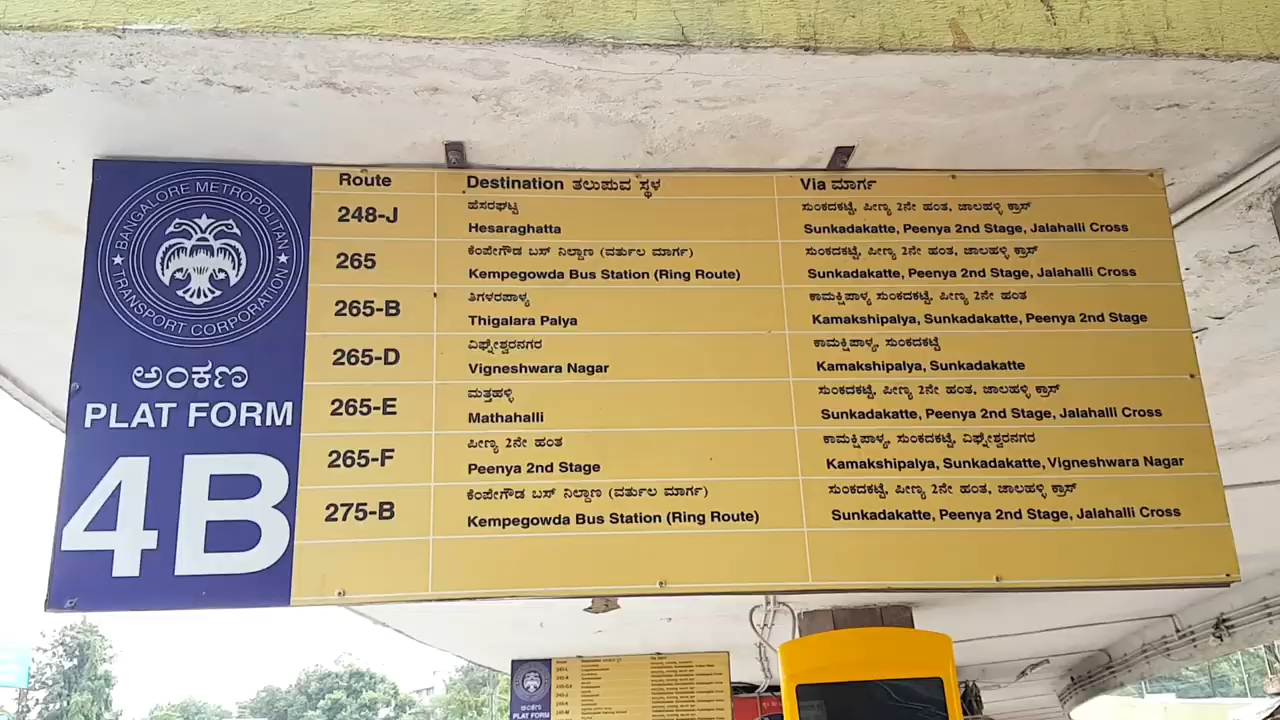 BANGALORE METROPOLITAN
TRANSPORT CORPORATION
ಅಂಕಣ
PLAT FORM
4B
Route Destination ತಲುಪುವ ಸ್ಥಳ Via ಮಾರ್ಗ
248-J ಹೆಸರಘಟ್ಟ ಸುಂಕದಕಟ್ಟೆ, ಪೀಣ್ಯ 2ನೇ ಹಂತ, ಜಾಲಹಳ್ಳಿ ಕ್ರಾಸ್
Hesaraghatta Sunkadakatte, Peenya 2nd Stage, Jalahalli Cross
265 ಕೆಂಪೇಗೌಡ ಬಸ್ ನಿಲ್ದಾಣ (ವರ್ತುಲ ಮಾರ್ಗ) ಸುಂಕದಕಟ್ಟೆ, ಪೀಣ್ಯ 2ನೇ ಹಂತ, ಜಾಲಹಳ್ಳಿ ಕ್ರಾಸ್
Kempegowda Bus Station (Ring Route) Sunkadakatte, Peenya 2nd Stage, Jalahalli Cross
265-B ತಿಗಳರಪಾಳ್ಯ ಕಾಮಕ್ಷಿಪಾಳ್ಯ ಸುಂಕದಕಟ್ಟೆ, ಪೀಣ್ಯ 2ನೇ ಹಂತ
Thigalara Palya Kamakshipalya, Sunkadakatte, Peenya 2nd Stage
265-D ವಿಘ್ನೇಶ್ವರನಗರ ಕಾಮಕ್ಷಿಪಾಳ್ಯ, ಸುಂಕದಕಟ್ಟೆ
Vigneshwara Nagar Kamakshipalya, Sunkadakatte
265-E ಮತ್ತಹಳ್ಳಿ ಸುಂಕದಕಟ್ಟೆ, ಪೀಣ್ಯ 2ನೇ ಹಂತ, ಜಾಲಹಳ್ಳಿ ಕ್ರಾಸ್
Mathahalli Sunkadakatte, Peenya 2nd Stage, Jalahalli Cross
265-F ಪೀಣ್ಯ 2ನೇ ಹಂತ ಕಾಮಕ್ಷಿಪಾಳ್ಯ, ಸುಂಕದಕಟ್ಟೆ, ವಿಘ್ನೇಶ್ವರನಗರ
Peenya 2nd Stage Kamakshipalya, Sunkadakatte, Vigneshwara Nagar
275-B ಕೆಂಪೇಗೌಡ ಬಸ್ ನಿಲ್ದಾಣ (ವರ್ತುಲ ಮಾರ್ಗ) ಸುಂಕದಕಟ್ಟೆ, ಪೀಣ್ಯ 2ನೇ ಹಂತ, ಜಾಲಹಳ್ಳಿ ಕ್ರಾಸ್
Kempegowda Bus Station (Ring Route) Sunkadakatte, Peenya 2nd Stage, Jalahalli Cross
ಅಂಕಣ
PLAT FORM